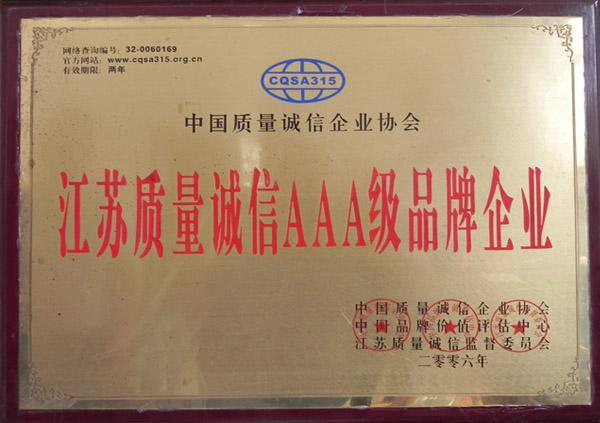 网络查询编号: 32-0060169
官方网站: www.cqsa315.org.cn
有效期限: 两年
CQSA315
中国质量诚信企业协会
江苏质量诚信AAA级品牌企业
中国质量诚信企业协会
中国品牌价值评估中心
江苏质量诚信监督委员会
二零零六年